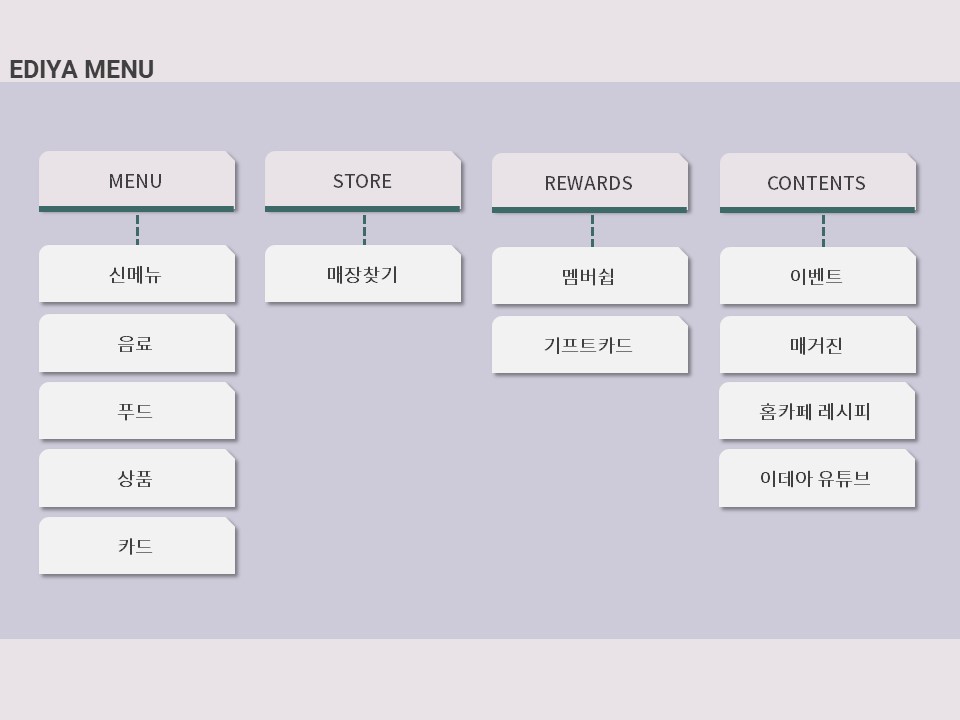 EDIYA MENU
MENU
신메뉴
음료
푸드
상품
카드
STORE
매장찾기
REWARDS
멤버쉽
기프트카드
CONTENTS
이벤트
매거진
홈카페 레시피
이데아 유튜브